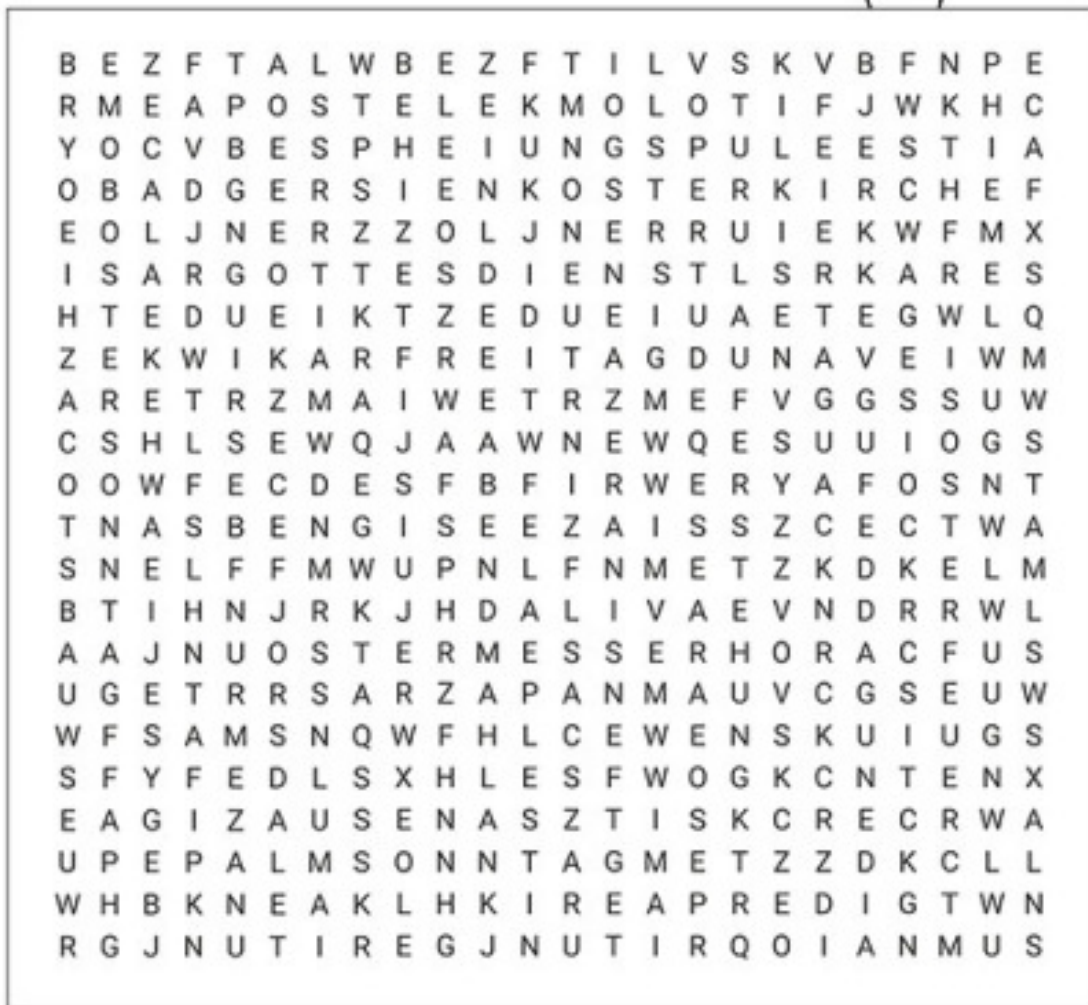 B E Z F T A L W B E Z F T I L V S K V B F N P E
R M E A P O S T E L E K M O L O T I F J W K H C
Y O C V B E S P H E I U N G S P U L E E S T I A
O B A D G E R S I E N K O S T E R K I R C H E F
E O L J N E R Z Z O L J N E R R U I E K W F M X
I S A R G O T T E S D I E N S T L S R K A R E S
H T E D U E I K T Z E D U E I U A E T E G W L Q
Z E K W I K A R F R E I T A G D U N A V E I W M
A R E T R Z M A I W E T R Z M E F V G G S S U W
C S H L S E W Q J A A W N E W Q E S U U I O G S
O O W F E C D E S F B F I R W E R Y A F O S N T
T N A S B E N G I S E E Z A I S S Z C E C T W A
S N E L F F M W U P N L F N M E T Z K D K E L M
B T I H N J R K J H D A L I V A E V N D R R W L
A A J N U O S T E R M E S S E R H O R A C F U S
U G E T R R S A R Z A P A N M A U V C G S E U W
W F S A M S N Q W F H L C E W E N S K U I U G S
S F Y F E D L S X H L E S F W O G K C N T E N X
E A G I Z A U S E N A S Z T I S K C R E C R W A
U P E P A L M S O N N T A G M E T Z Z D K C L L
W H B K N E A K L H K I R E A P R E D I G T W N
R G J N U T I R E G J N U T I R Q O I A N M U S